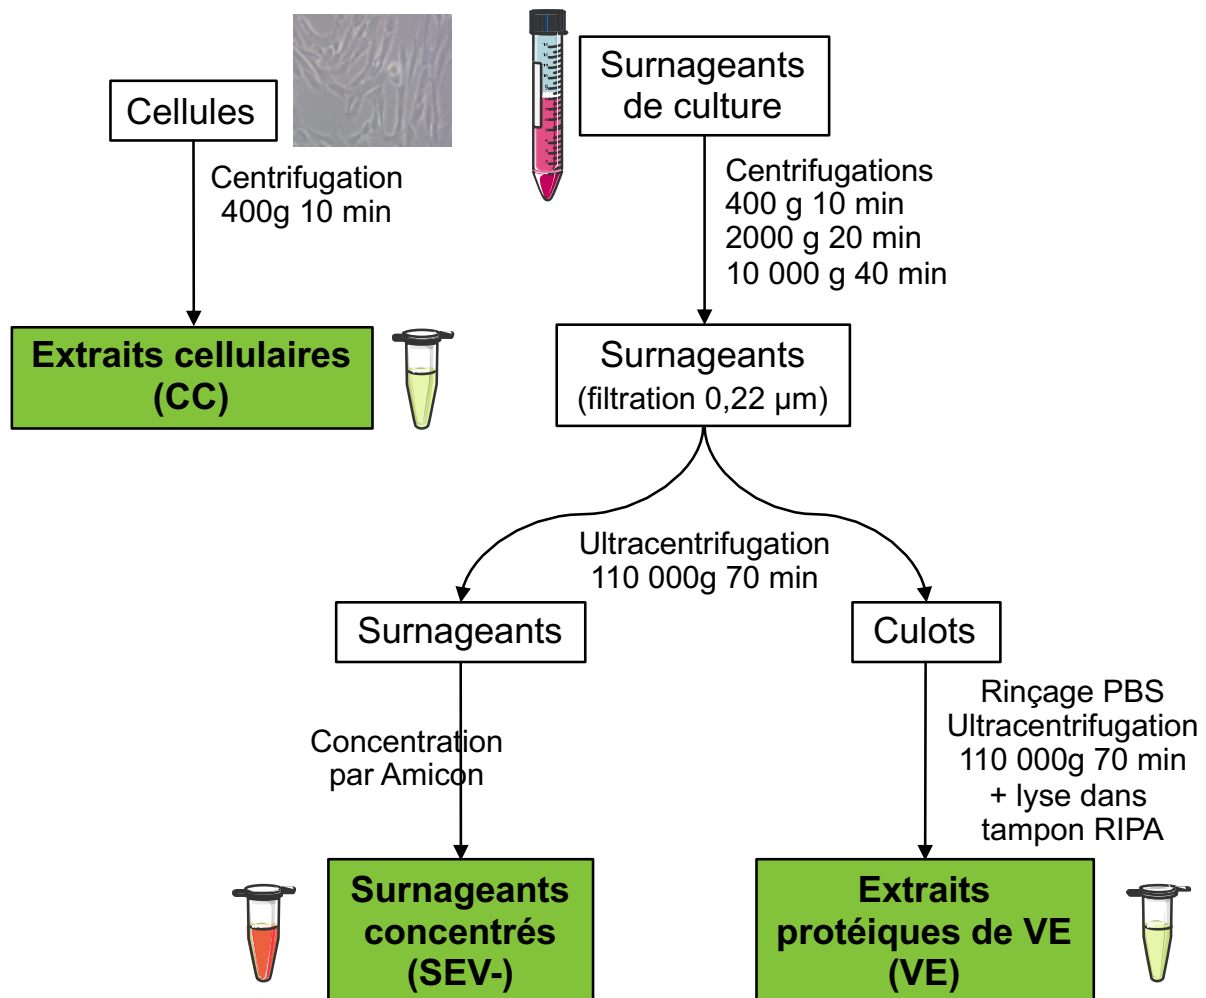 Cellules
Centrifugation
400g 10 min
Extraits cellulaires
(CC)
Surnageants
de culture
Centrifugations
400 g 10 min
2000 g 20 min
10 000 g 40 min
Surnageants
(filtration 0,22 µm)
Ultracentrifugation
110 000g 70 min
Surnageants
Culots
Concentration
par Amicon
Rinçage PBS
Ultracentrifugation
110 000g 70 min
+ lyse dans
tampon RIPA
Surnageants
concentrés
(SEV-)
Extraits
protéiques de VE
(VE)